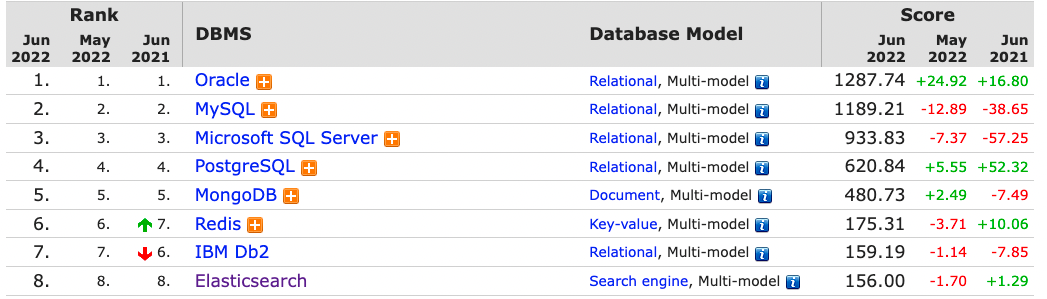 Rank Score
Jun 2022 May 2022 Jun 2021 DBMS Database Model Jun 2022 May 2022 Jun 2021
1. 1. 1. Oracle Relational, Multi-model 1287.74 +24.92 +16.80
2. 2. 2. MySQL Relational, Multi-model 1189.21 -12.89 -38.65
3. 3. 3. Microsoft SQL Server Relational, Multi-model 933.83 -7.37 -57.25
4. 4. 4. PostgreSQL Relational, Multi-model 620.84 +5.55 +52.32
5. 5. 5. MongoDB Document, Multi-model 480.73 +2.49 -7.49
6. 6. 7. Redis Key-value, Multi-model 175.31 -3.71 +10.06
7. 7. 6. IBM Db2 Relational, Multi-model 159.19 -1.14 -7.85
8. 8. 8. Elasticsearch Search engine, Multi-model 156.00 -1.70 +1.29